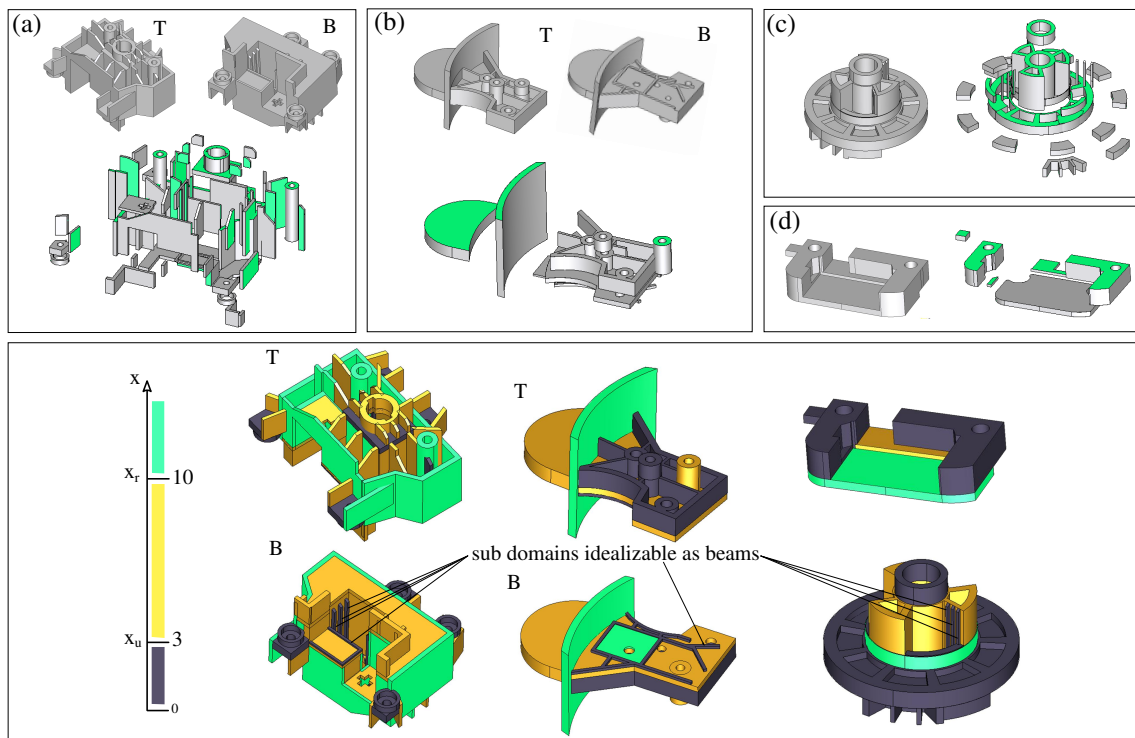 (a)
T
B
(b)
T
B
(c)
(d)
T
T
x
x_r
10
sub domains idealizable as beams
B
B
x_u
3
0